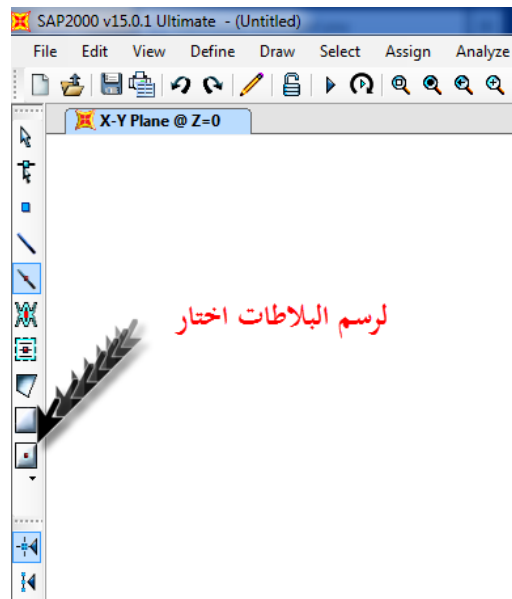 SAP2000 v15.0.1 Ultimate - (Untitled)
File Edit View Define Draw Select Assign Analyze
X-Y Plane @ Z=0
لرسم البلاطات اختار